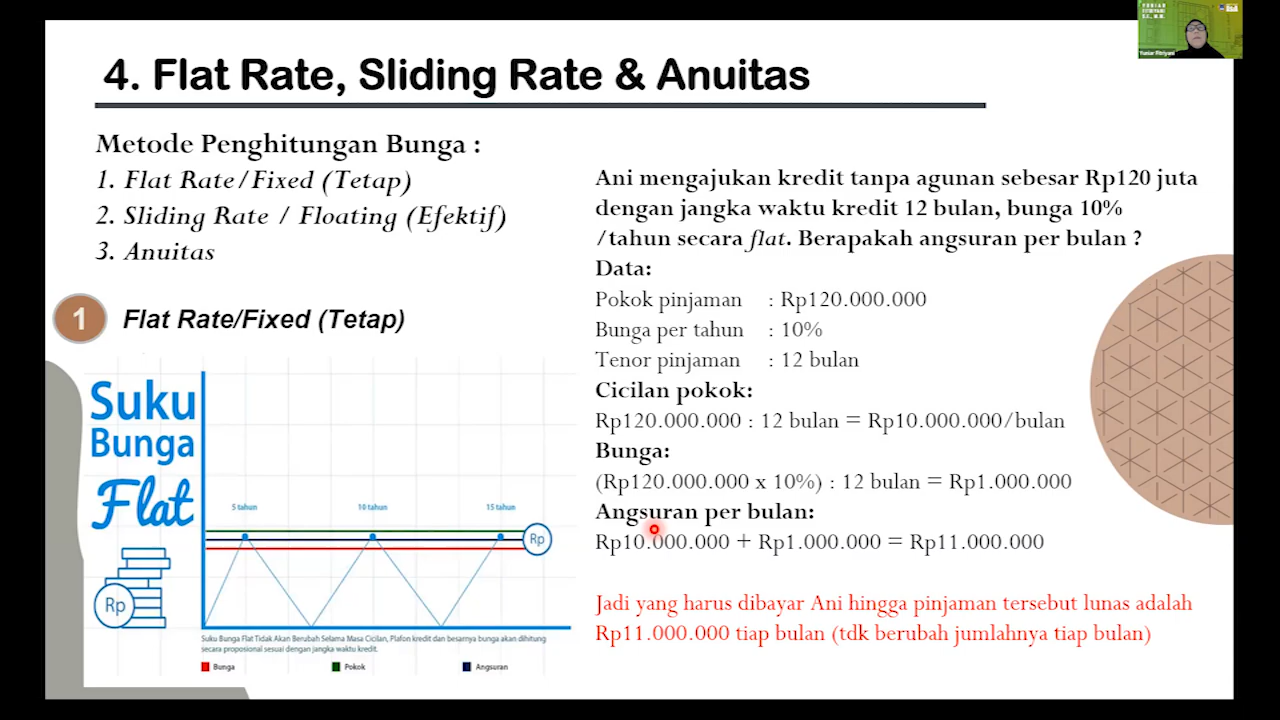 4. Flat Rate, Sliding Rate & Anuitas
Metode Penghitungan Bunga :
1. Flat Rate/Fixed (Tetap)
2. Sliding Rate / Floating (Efektif)
3. Anuitas
1 Flat Rate/Fixed (Tetap)
Suku
Bunga
Flat
5 tahun 10 tahun 15 tahun
Rp
Rp
Suku Bunga Flat Tidak Akan Berubah Selama Masa Cicilan, Plafon kredit dan besarnya bunga akan dihitung
secara proposional sesuai dengan jangka waktu kredit.
Bunga Pokok Angsuran
Ani mengajukan kredit tanpa agunan sebesar Rp120 juta
dengan jangka waktu kredit 12 bulan, bunga 10%
/tahun secara flat. Berapakah angsuran per bulan ?
Data:
Pokok pinjaman : Rp120.000.000
Bunga per tahun : 10%
Tenor pinjaman : 12 bulan
Cicilan pokok:
Rp120.000.000 : 12 bulan = Rp10.000.000/bulan
Bunga:
(Rp120.000.000 x 10%) : 12 bulan = Rp1.000.000
Angsuran per bulan:
Rp10.000.000 + Rp1.000.000 = Rp11.000.000
Jadi yang harus dibayar Ani hingga pinjaman tersebut lunas adalah
Rp11.000.000 tiap bulan (tdk berubah jumlahnya tiap bulan)